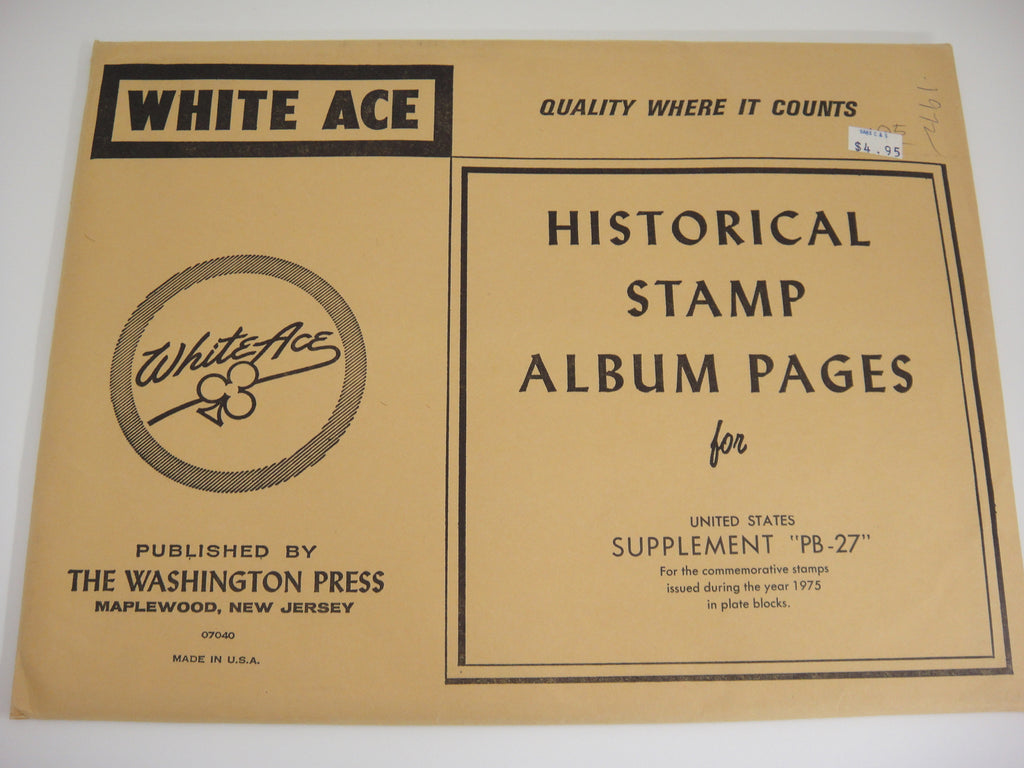 WHITE ACE
QUALITY WHERE IT COUNTS
$4.95
HISTORICAL
STAMP
ALBUM PAGES
for
UNITED STATES
SUPPLEMENT "PB-27"
For the commemorative stamps
issued during the year 1975
in plate blocks.
White Ace
PUBLISHED BY
THE WASHINGTON PRESS
MAPLEWOOD, NEW JERSEY
07040
MADE IN U.S.A.